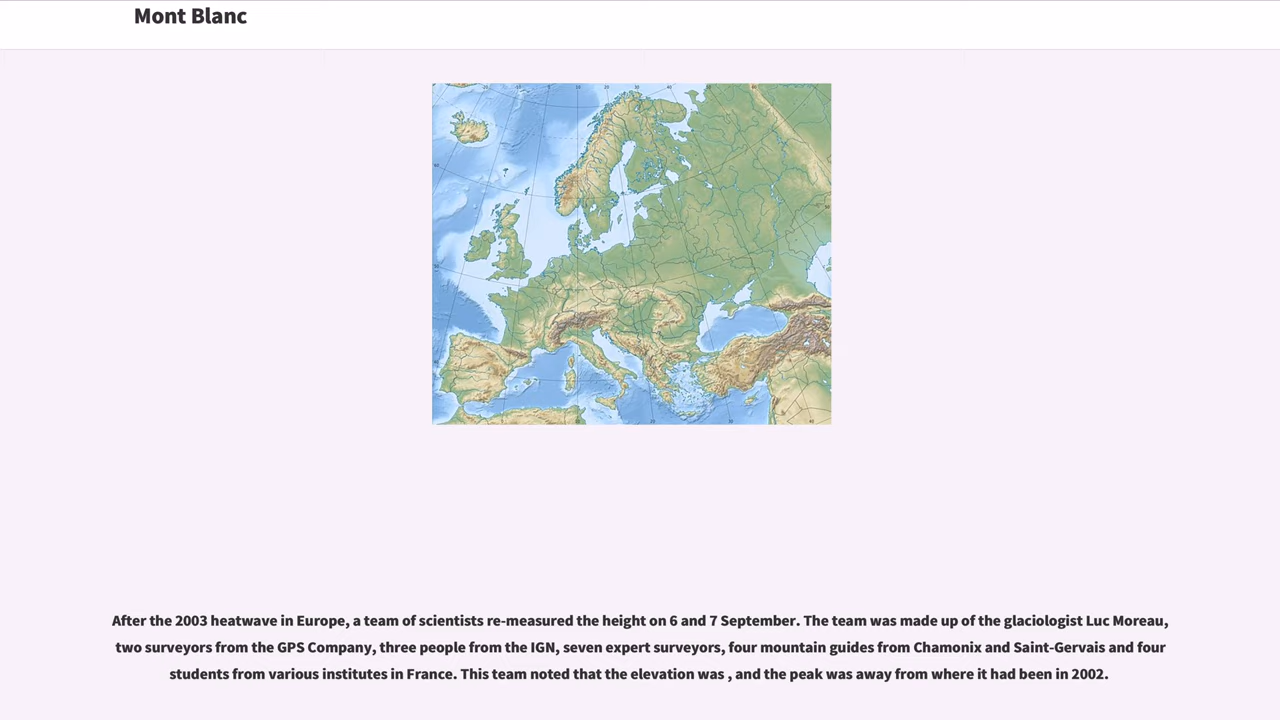 Mont Blanc
After the 2003 heatwave in Europe, a team of scientists re-measured the height on 6 and 7 September. The team was made up of the glaciologist Luc Moreau,
two surveyors from the GPS Company, three people from the IGN, seven expert surveyors, four mountain guides from Chamonix and Saint-Gervais and four
students from various institutes in France. This team noted that the elevation was , and the peak was away from where it had been in 2002.